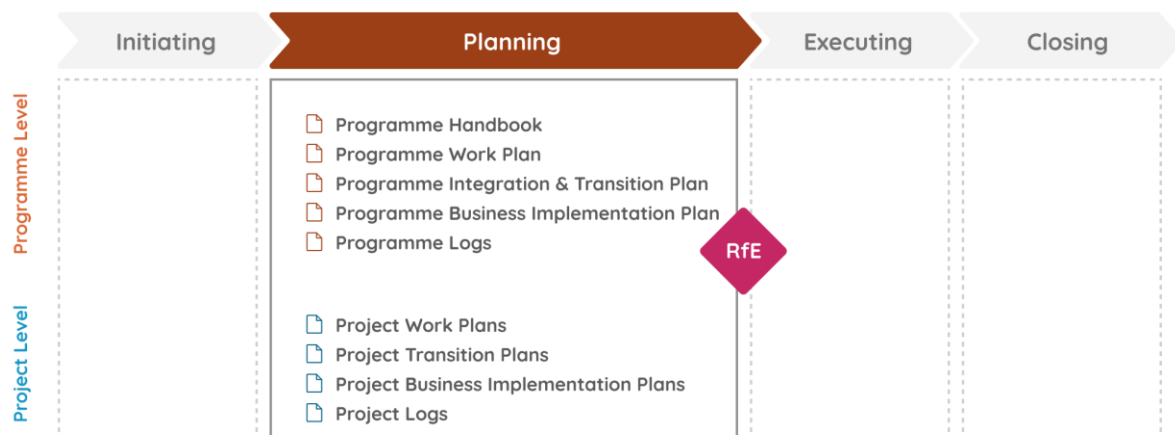 Initiating
Planning
Executing
Closing
Programme Level
Programme Handbook
Programme Work Plan
Programme Integration & Transition Plan
Programme Business Implementation Plan
Programme Logs
RfE
Project Level
Project Work Plans
Project Transition Plans
Project Business Implementation Plans
Project Logs